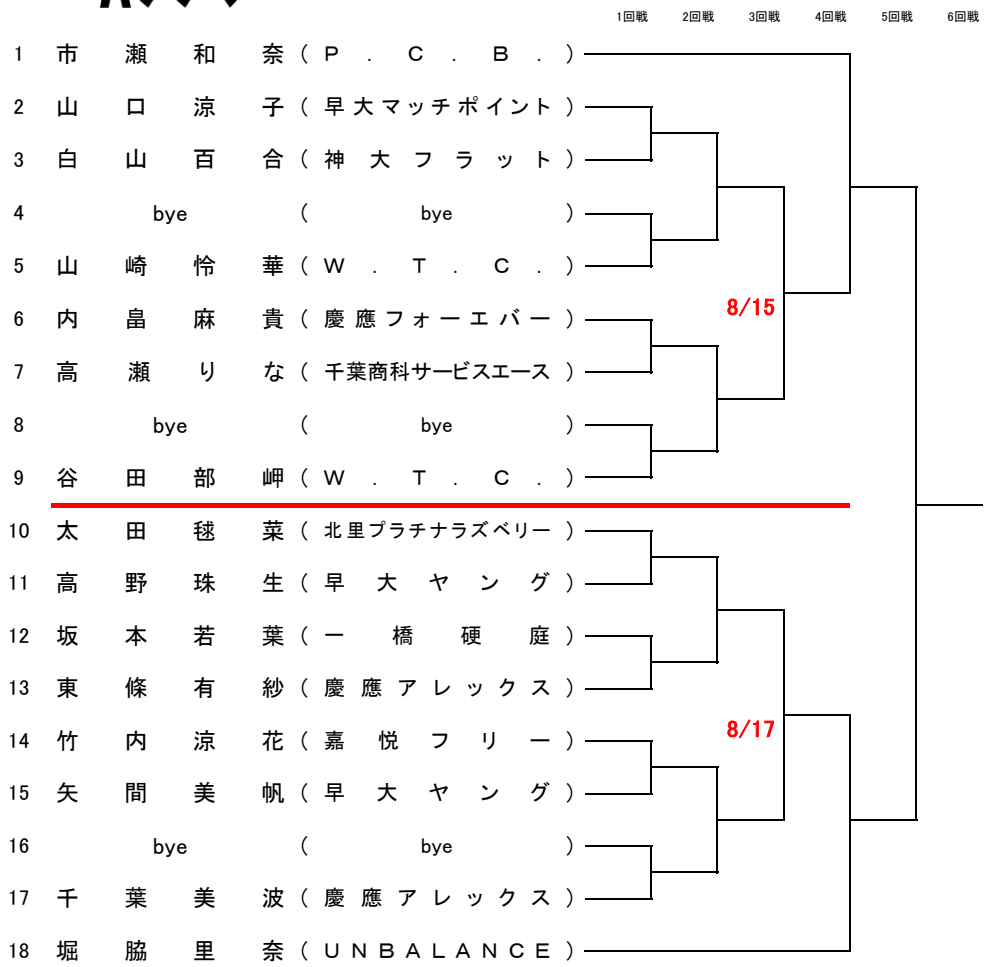 1回戦 2回戦 3回戦 4回戦 5回戦 6回戦
1 市瀬和奈 (P.C.B.)
2 山口涼子 (早大マッチポイント)
3 白山百合 (神大フラット)
4 bye (bye)
5 山崎怜華 (W.T.C.)
8/15
6 内畠麻貴 (慶應フォーエバー)
7 高瀬りな (千葉商科サービスエース)
8 bye (bye)
9 谷田部岬 (W.T.C.)
10 太田毬菜 (北里プラチナラズベリー)
11 高野珠生 (早大ヤング)
12 坂本若葉 (一橋硬庭)
13 東條有紗 (慶應アレックス)
8/17
14 竹内涼花 (嘉悦フリー)
15 矢間美帆 (早大ヤング)
16 bye (bye)
17 千葉美波 (慶應アレックス)
18 堀脇里奈 (UNBALANCE)